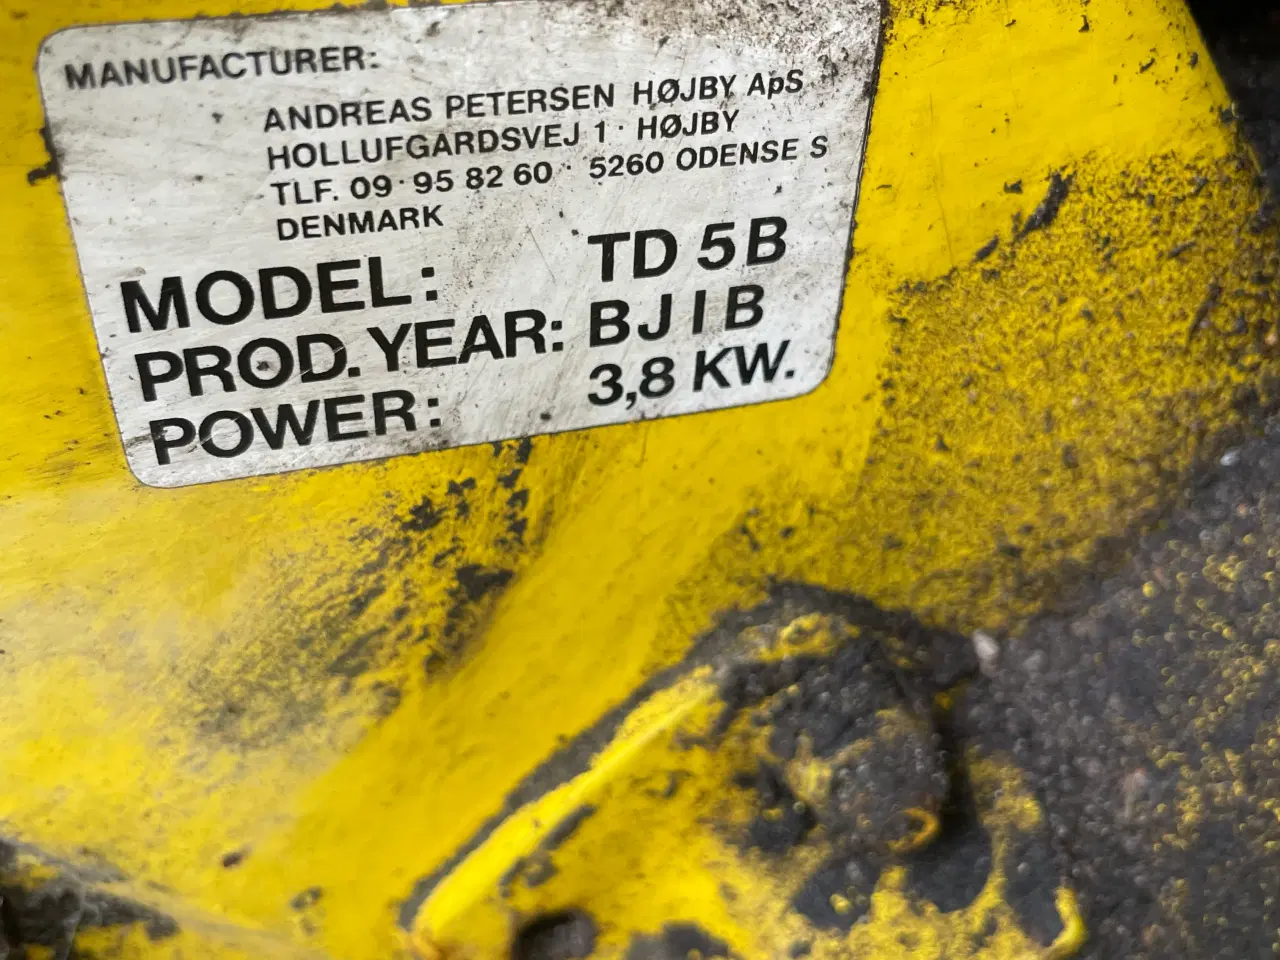 MANUFACTURER:
ANDREAS PETERSEN HØJBY ApS
HOLLUFGARDSVEJ 1 · HØJBY
TLF. 09 · 95 82 60 · 5260 ODENSE S
DENMARK
MODEL: TD 5B
PROD. YEAR: BJIB
POWER: 3,8 KW.